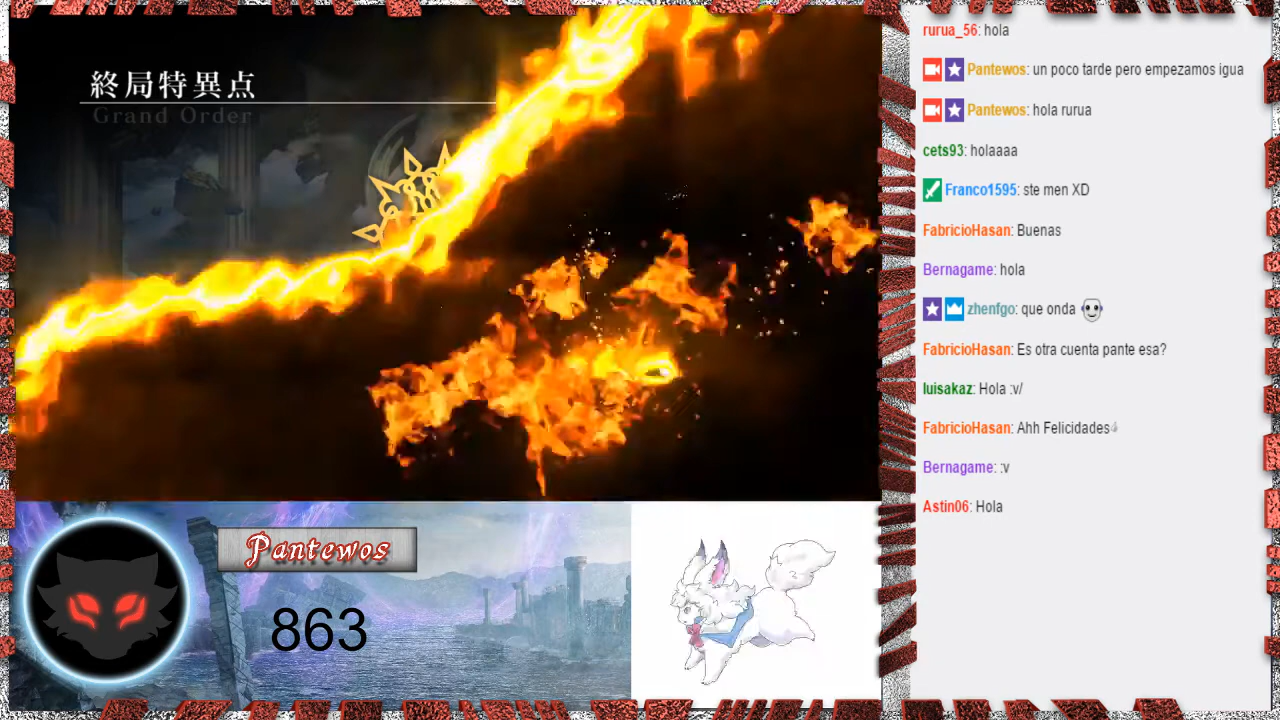 終局特異点
Grand Order
Pantewos
863
rurua_56: hola
Pantewos: un poco tarde pero empezamos igua
Pantewos: hola rurua
cets93: holaaaa
Franco1595: ste men XD
FabricioHasan: Buenas
Bernagame: hola
zhenfgo: que onda
FabricioHasan: Es otra cuenta pante esa?
luisakaz: Hola :v/
FabricioHasan: Ahh Felicidades
Bernagame: :v
Astin06: Hola